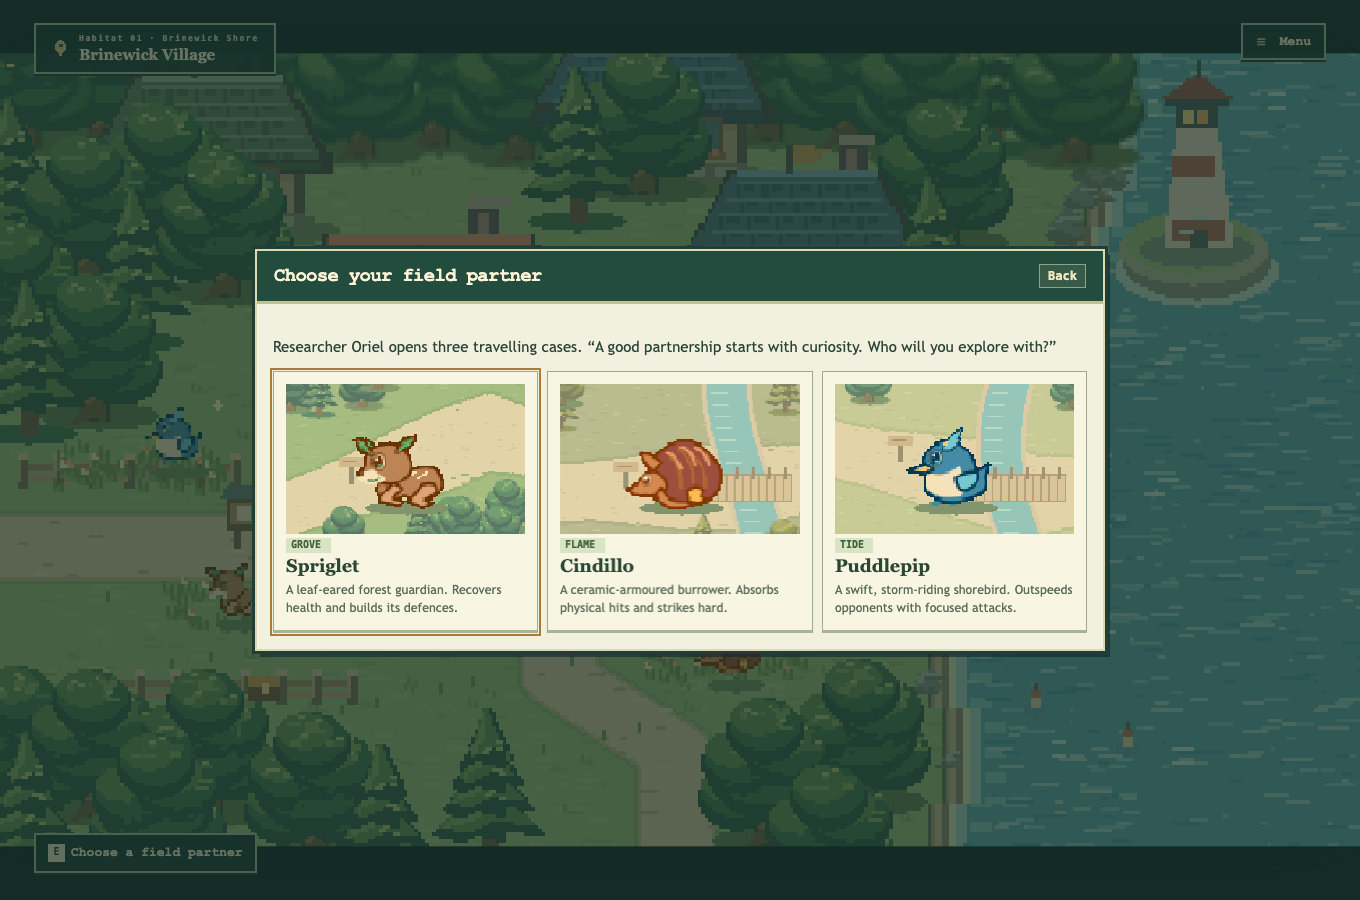 Habitat 01 · Brinewick Shore
Brinewick Village
≡ Menu
Choose your field partner
Back
Researcher Oriel opens three travelling cases. “A good partnership starts with curiosity. Who will you explore with?”
GROVE
Spriglet
A leaf-eared forest guardian. Recovers
health and builds its defences.
FLAME
Cindillo
A ceramic-armoured burrower. Absorbs
physical hits and strikes hard.
TIDE
Puddlepip
A swift, storm-riding shorebird. Outspeeds
opponents with focused attacks.
E Choose a field partner